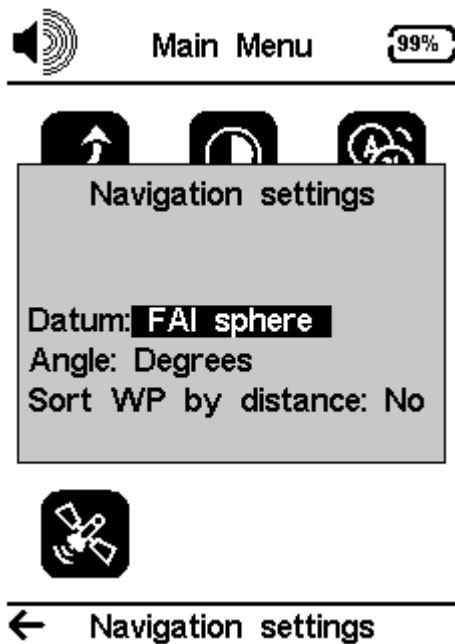 Main Menu
99%
Navigation settings
Datum: FAI sphere
Angle: Degrees
Sort WP by distance: No
Navigation settings